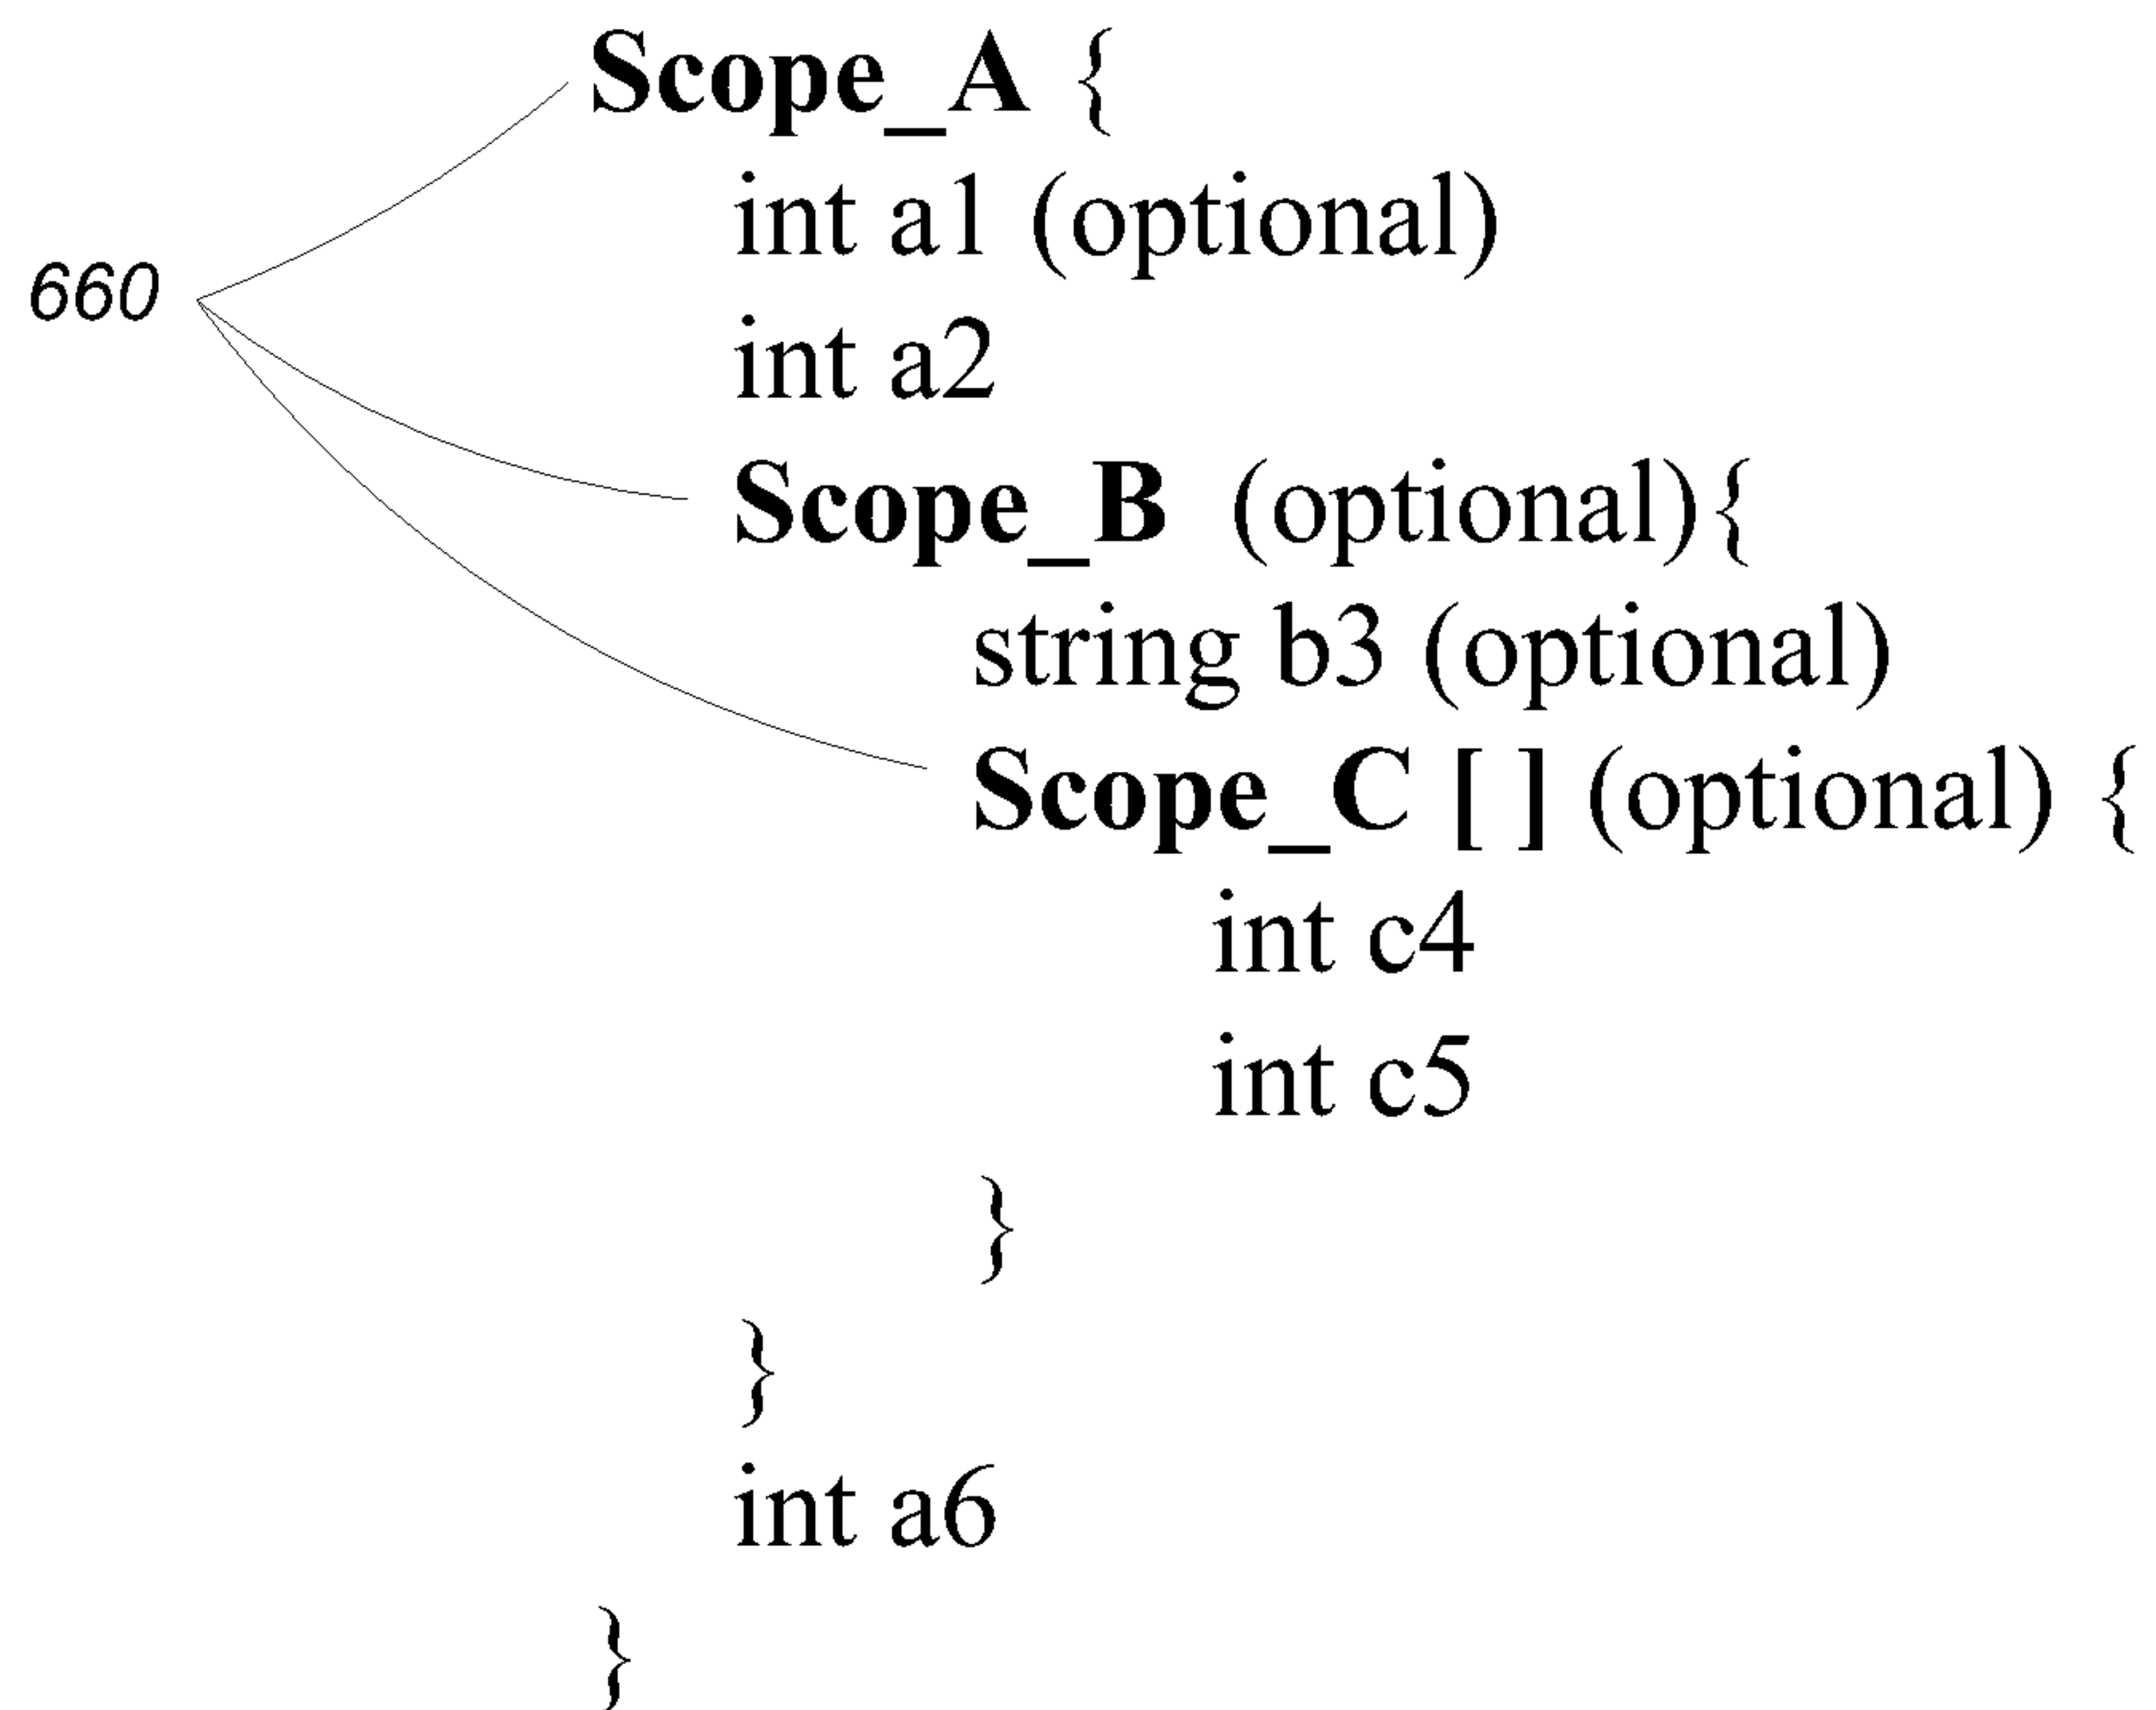 Scope_A {
int a1 (optional)
660
int a2
Scope_B (optional){
string b3 (optional)
Scope_C [ ] (optional) {
int c4
int c5
}
}
int a6
}